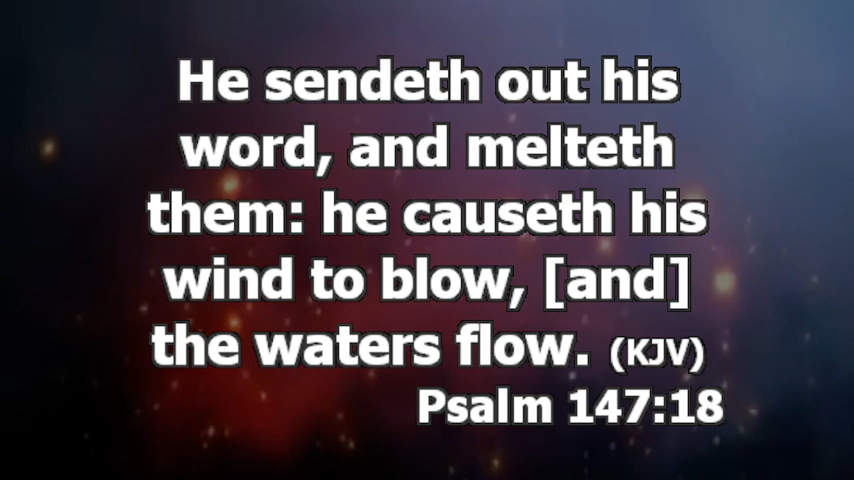 He sendeth out his
word, and melteth
them: he causeth his
wind to blow, [and]
the waters flow. (KJV)
Psalm 147:18